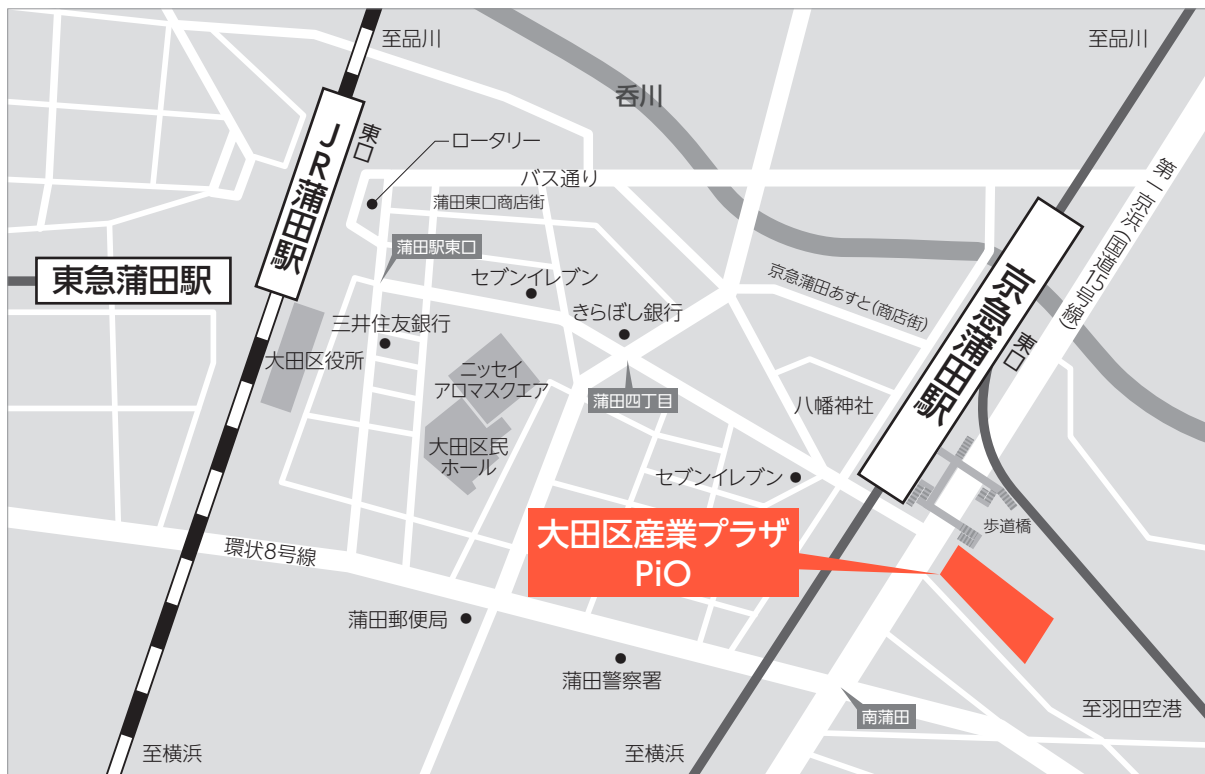 至品川
至品川
呑川
東口
JR蒲田駅
ロータリー
バス通り
蒲田東口商店街
第一京浜(国道15号線)
蒲田駅東口
東急蒲田駅
セブンイレブン
京急蒲田あすと(商店街)
京急蒲田駅
東口
三井住友銀行
きらぼし銀行
大田区役所
ニッセイ
アロマスクエア
蒲田四丁目
八幡神社
大田区民
ホール
セブンイレブン
歩道橋
大田区産業プラザ
PiO
環状8号線
蒲田郵便局
蒲田警察署
南蒲田
至羽田空港
至横浜
至横浜